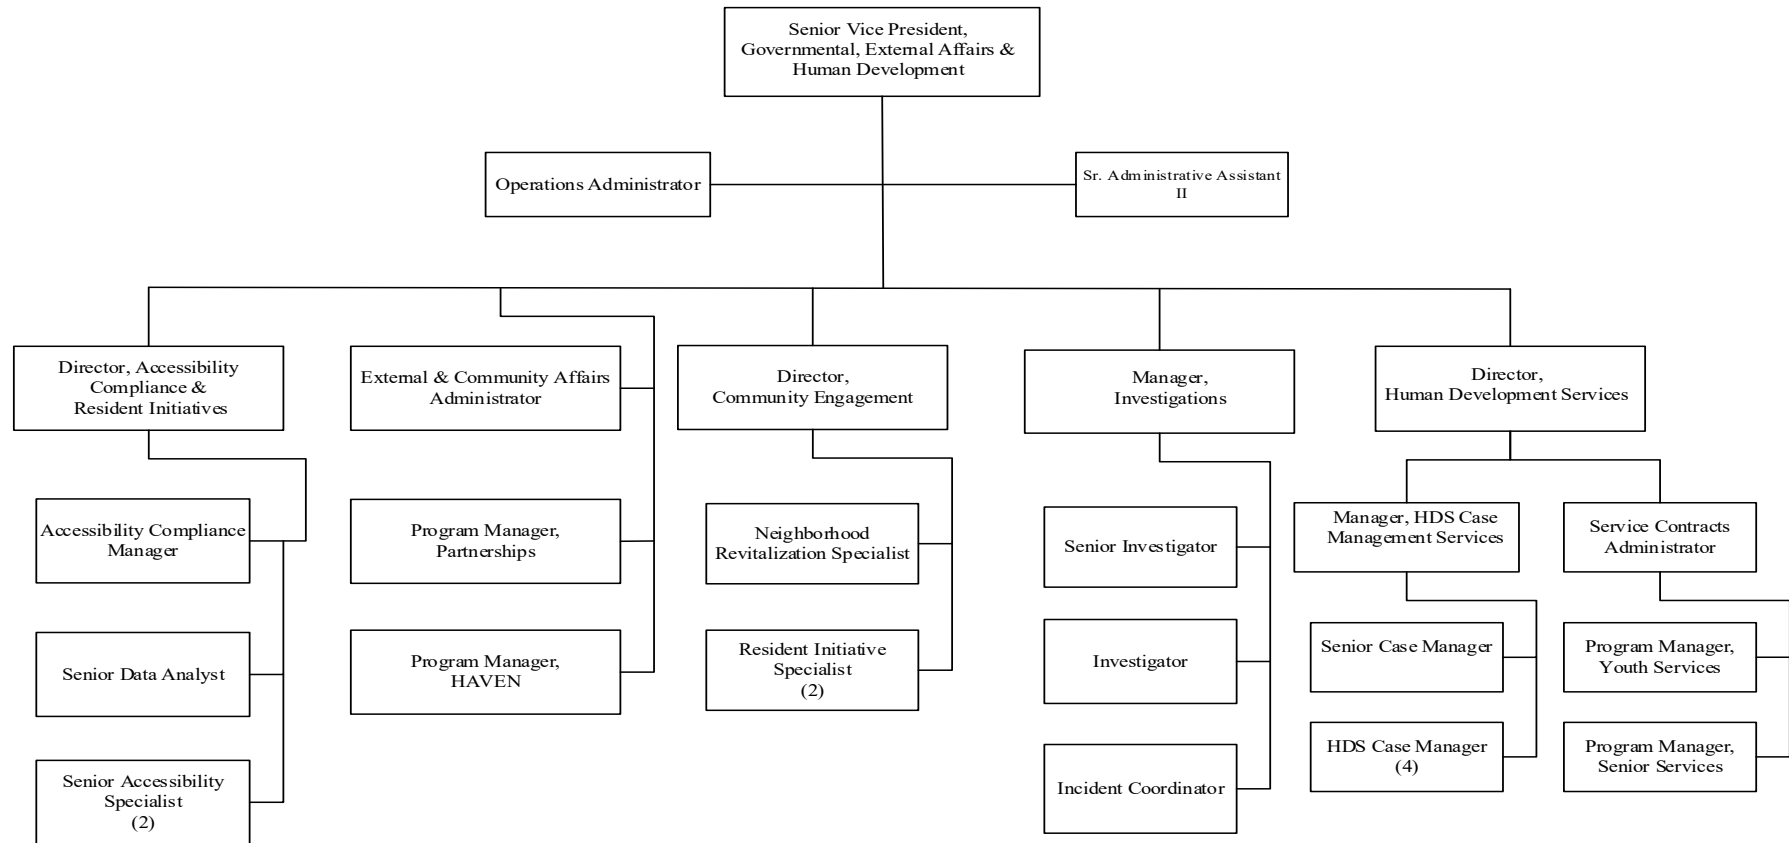 Senior Vice President,
Governmental, External Affairs &
Human Development
Operations Administrator
Sr. Administrative Assistant
II
Director, Accessibility
Compliance &
Resident Initiatives
External & Community Affairs
Administrator
Director,
Community Engagement
Manager,
Investigations
Director,
Human Development Services
Accessibility Compliance
Manager
Program Manager,
Partnerships
Neighborhood
Revitalization Specialist
Senior Investigator
Manager, HDS Case
Management Services
Service Contracts
Administrator
Senior Data Analyst
Program Manager,
HAVEN
Resident Initiative
Specialist
(2)
Investigator
Senior Case Manager
Program Manager,
Youth Services
Senior Accessibility
Specialist
(2)
Incident Coordinator
HDS Case Manager
(4)
Program Manager,
Senior Services